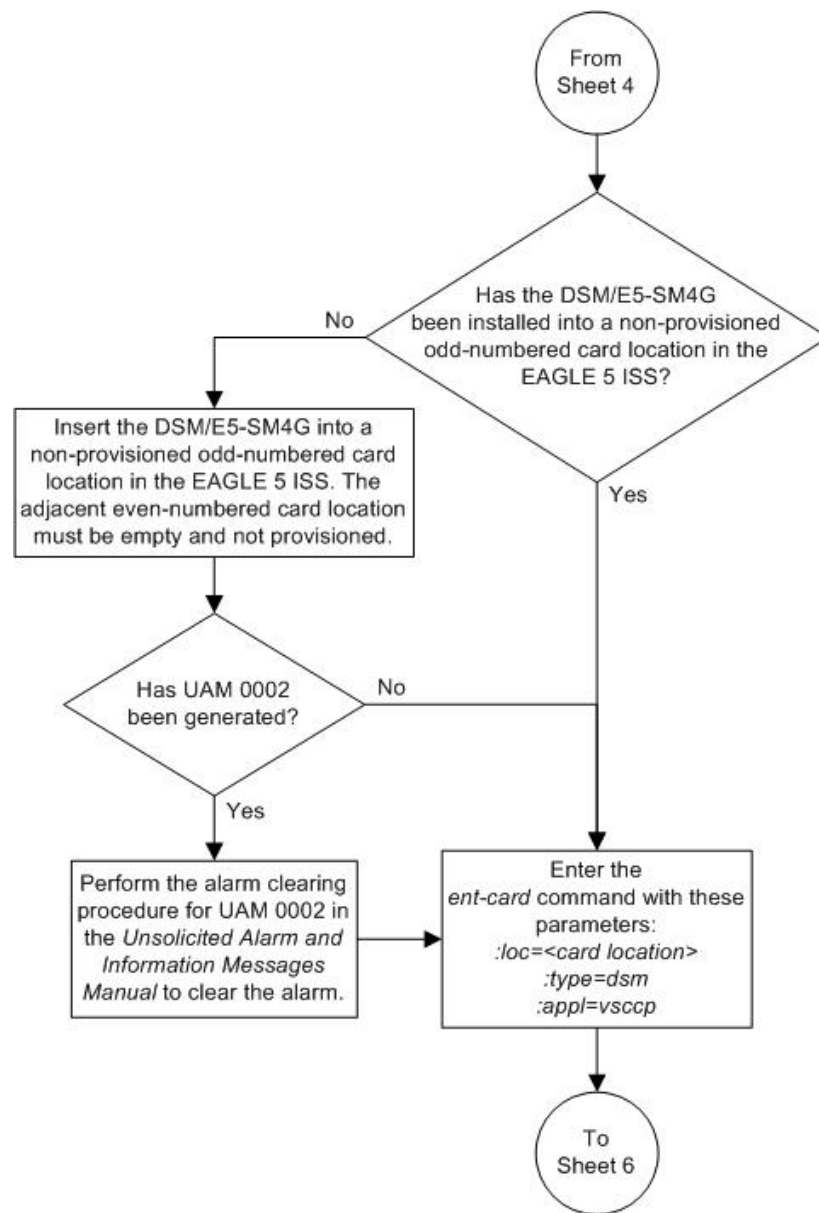 From
Sheet 4
Has the DSM/E5-SM4G
been installed into a non-provisioned
odd-numbered card location in the
EAGLE 5 ISS?
No
Yes
Insert the DSM/E5-SM4G into a
non-provisioned odd-numbered card
location in the EAGLE 5 ISS. The
adjacent even-numbered card location
must be empty and not provisioned.
Has UAM 0002
been generated?
No
Yes
Perform the alarm clearing
procedure for UAM 0002 in
the Unsolicited Alarm and
Information Messages
Manual to clear the alarm.
Enter the
ent-card command with these
parameters:
:loc=<card location>
:type=dsm
:appl=vsccp
To
Sheet 6